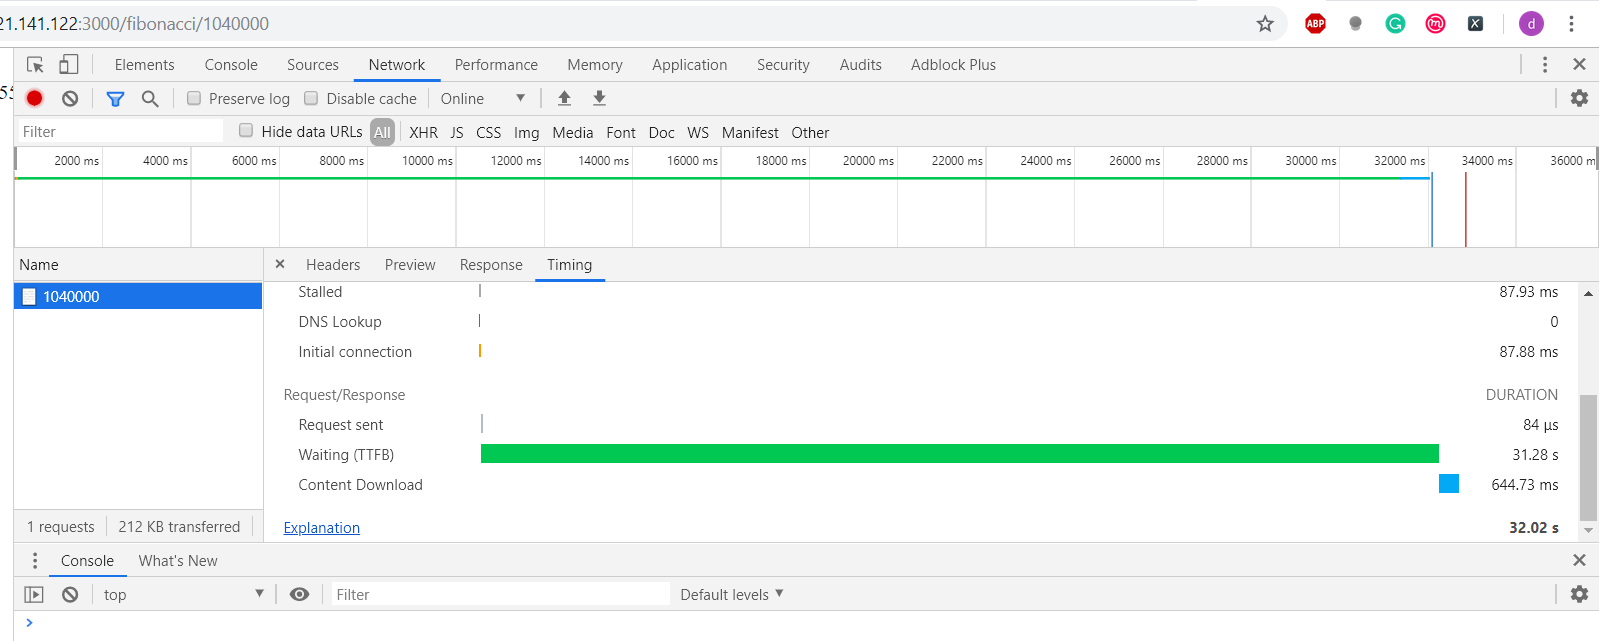 21.141.122:3000/fibonacci/1040000
ABP
d
Elements Console Sources Network Performance Memory Application Security Audits Adblock Plus
Preserve log Disable cache Online
Filter Hide data URLs All XHR JS CSS Img Media Font Doc WS Manifest Other
2000 ms 4000 ms 6000 ms 8000 ms 10000 ms 12000 ms 14000 ms 16000 ms 18000 ms 20000 ms 22000 ms 24000 ms 26000 ms 28000 ms 30000 ms 32000 ms 34000 ms 36000 m
Name × Headers Preview Response Timing
1040000
Stalled 87.93 ms
DNS Lookup 0
Initial connection 87.88 ms
Request/Response DURATION
Request sent 84 μs
Waiting (TTFB) 31.28 s
Content Download 644.73 ms
1 requests 212 KB transferred
Explanation 32.02 s
Console What's New
top Filter Default levels